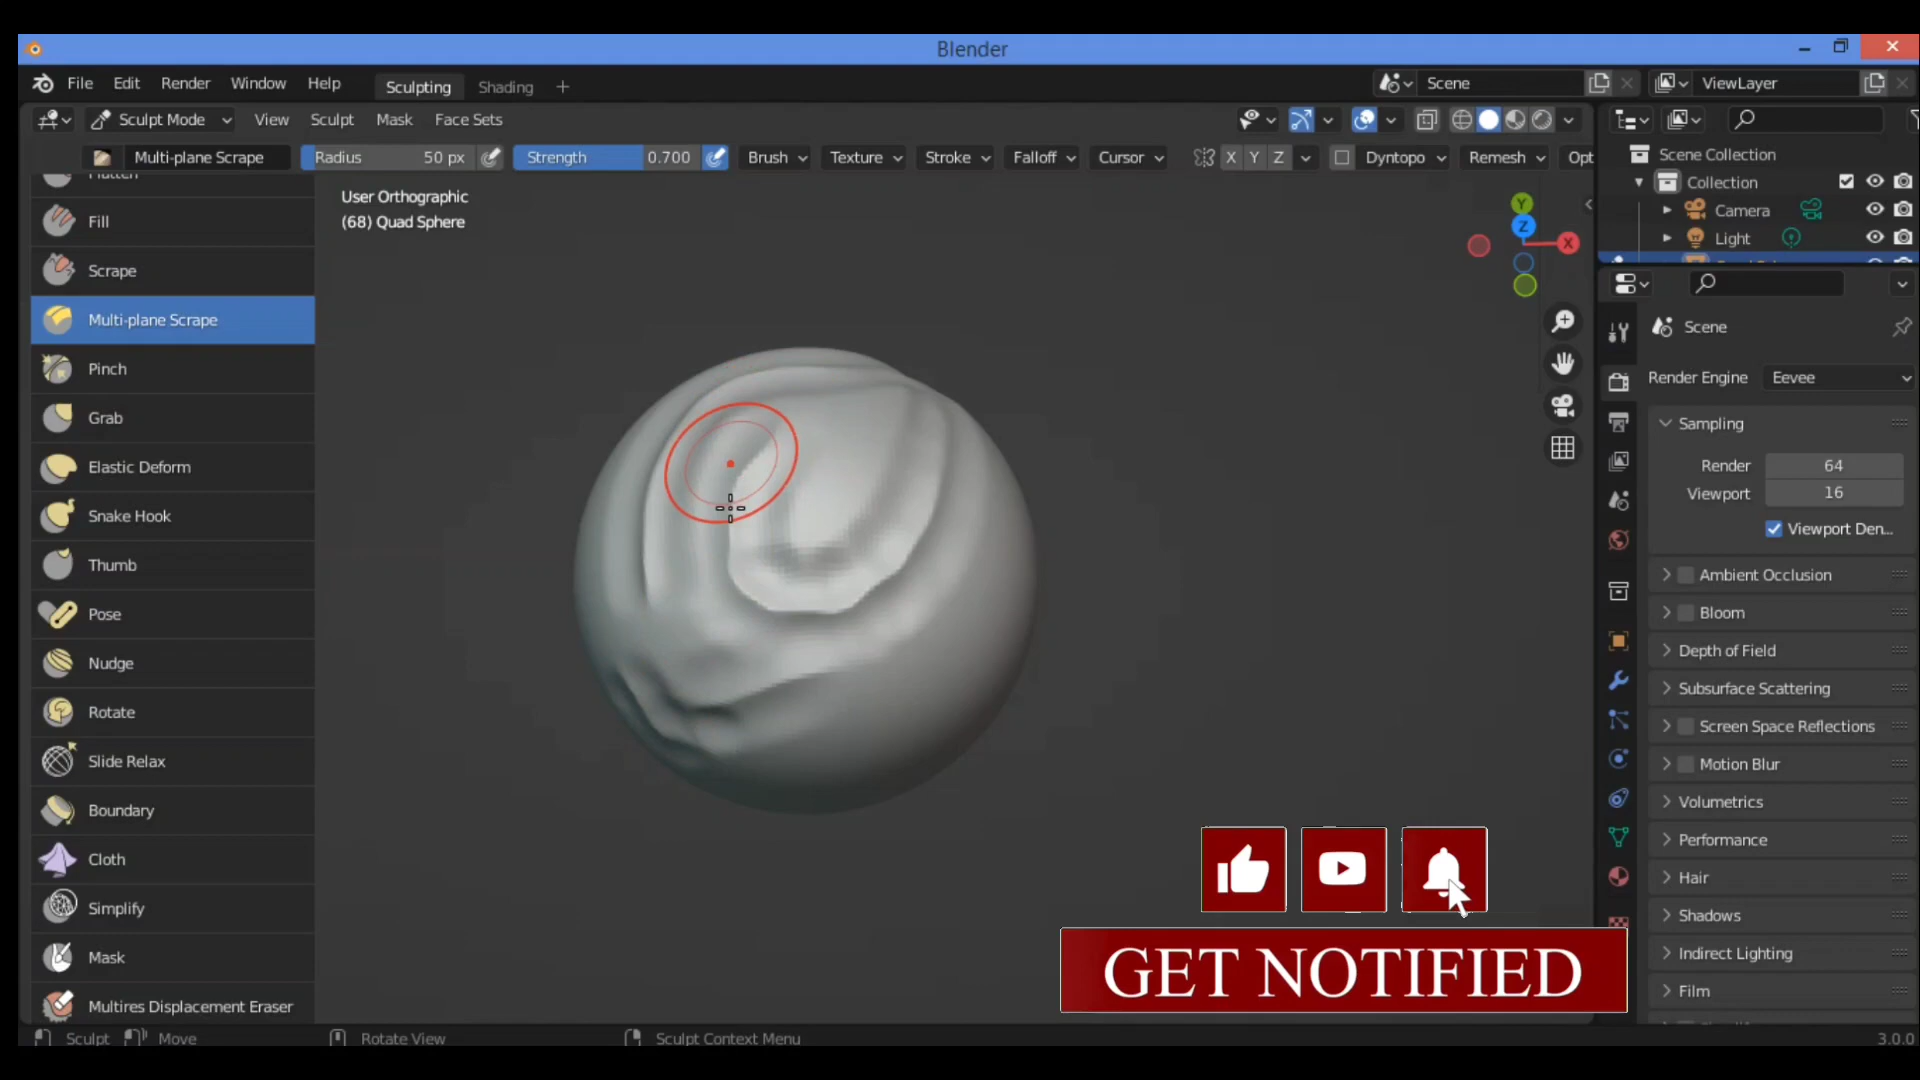 Blender
File Edit Render Window Help Sculpting Shading + Scene ViewLayer
Sculpt Mode View Sculpt Mask Face Sets
Multi-plane Scrape Radius 50 px Strength 0.700 Brush Texture Stroke Falloff Cursor X Y Z Dyntopo Remesh Opt
Flatten
Fill
Scrape
Multi-plane Scrape
Pinch
Grab
Elastic Deform
Snake Hook
Thumb
Pose
Nudge
Rotate
Slide Relax
Boundary
Cloth
Simplify
Mask
Multires Displacement Eraser
User Orthographic
(68) Quad Sphere
Y
Z
X
Scene Collection
Collection
Camera
Light
Scene
Render Engine Eevee
Sampling
Render 64
Viewport 16
Viewport Den...
Ambient Occlusion
Bloom
Depth of Field
Subsurface Scattering
Screen Space Reflections
Motion Blur
Volumetrics
Performance
Hair
Shadows
Indirect Lighting
Film
GET NOTIFIED
Sculpt Move Rotate View Sculpt Context Menu 3.0.0